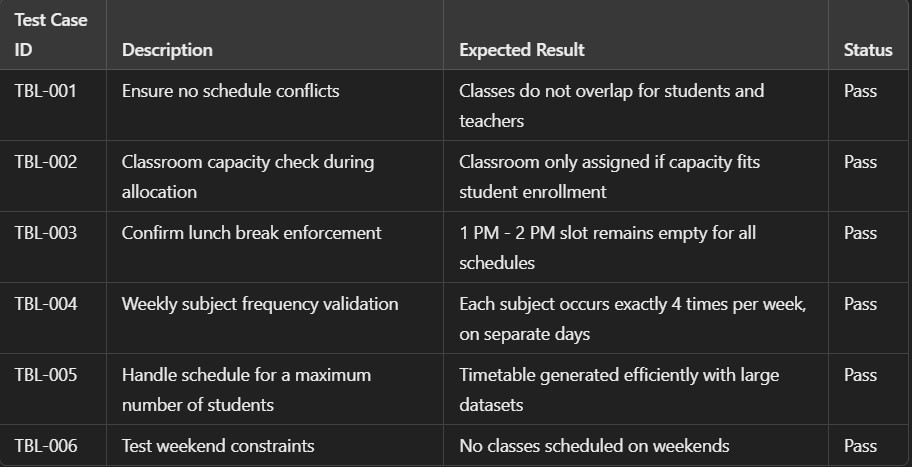 Test Case
ID Description Expected Result Status
TBL-001 Ensure no schedule conflicts Classes do not overlap for students and Pass
teachers
TBL-002 Classroom capacity check during Classroom only assigned if capacity fits Pass
allocation student enrollment
TBL-003 Confirm lunch break enforcement 1 PM - 2 PM slot remains empty for all Pass
schedules
TBL-004 Weekly subject frequency validation Each subject occurs exactly 4 times per week, Pass
on separate days
TBL-005 Handle schedule for a maximum Timetable generated efficiently with large Pass
number of students datasets
TBL-006 Test weekend constraints No classes scheduled on weekends Pass